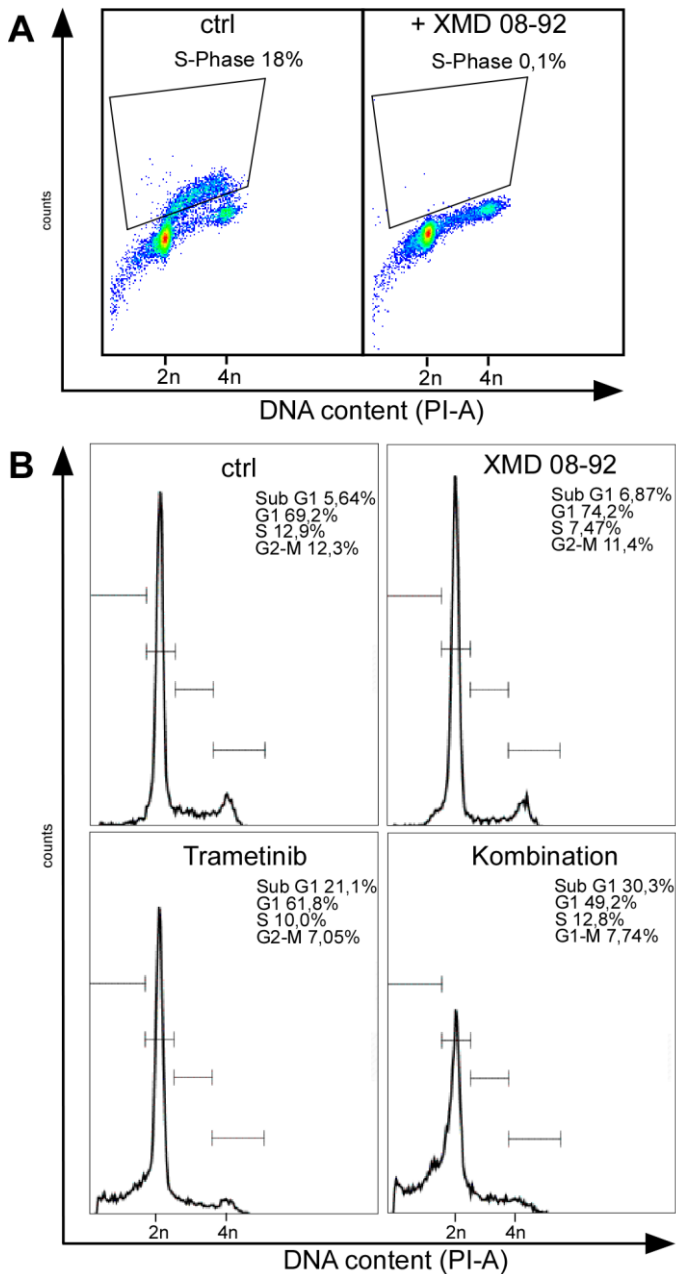 A
ctrl
S-Phase 18%
+ XMD 08-92
S-Phase 0,1%
counts
2n 4n 2n 4n
DNA content (PI-A)
B
ctrl
Sub G1 5,64%
G1 69,2%
S 12,9%
G2-M 12,3%
XMD 08-92
Sub G1 6,87%
G1 74,2%
S 7,47%
G2-M 11,4%
counts
Trametinib
Sub G1 21,1%
G1 61,8%
S 10,0%
G2-M 7,05%
Kombination
Sub G1 30,3%
G1 49,2%
S 12,8%
G1-M 7,74%
2n 4n 2n 4n
DNA content (PI-A)